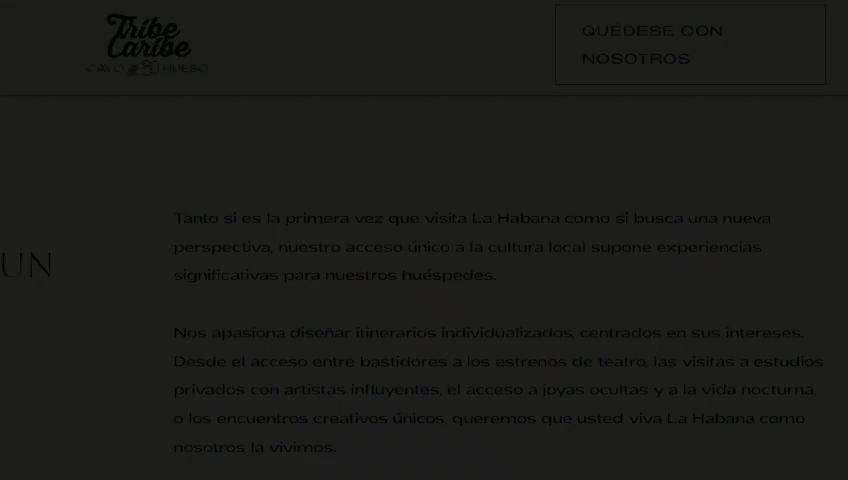 Tribe
Caribe
CAYO HUESO
QUÉDESE CON
NOSOTROS
UN
Tanto si es la primera vez que visita La Habana como si busca una nueva
perspectiva, nuestro acceso único a la cultura local supone experiencias
significativas para nuestros huéspedes.
Nos apasiona diseñar itinerarios individualizados, centrados en sus intereses.
Desde el acceso entre bastidores a los estrenos de teatro, las visitas a estudios
privados con artistas influyentes, el acceso a joyas ocultas y a la vida nocturna,
o los encuentros creativos únicos, queremos que usted viva La Habana como
nosotros la vivimos.